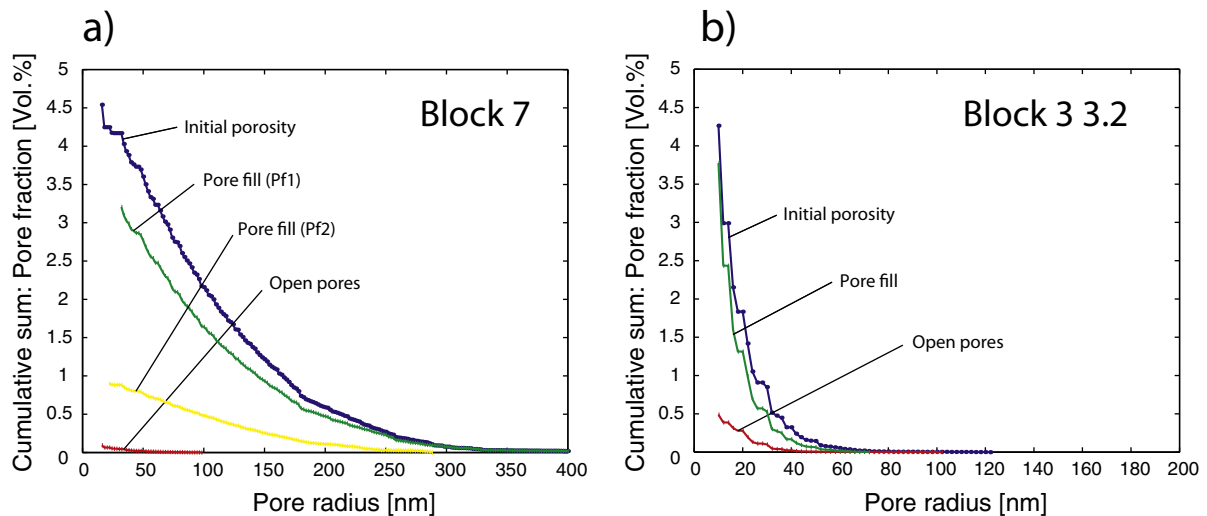 a)
Block 7
Cumulative sum: Pore fraction [Vol.%]
5
4.5
4
3.5
3
2.5
2
1.5
1
0.5
0
Initial porosity
Pore fill (Pf1)
Pore fill (Pf2)
Open pores
0 50 100 150 200 250 300 350 400
Pore radius [nm]
b)
Block 3 3.2
Cumulative sum: Pore fraction [Vol.%]
5
4.5
4
3.5
3
2.5
2
1.5
1
0.5
0
Initial porosity
Pore fill
Open pores
0 20 40 60 80 100 120 140 160 180 200
Pore radius [nm]